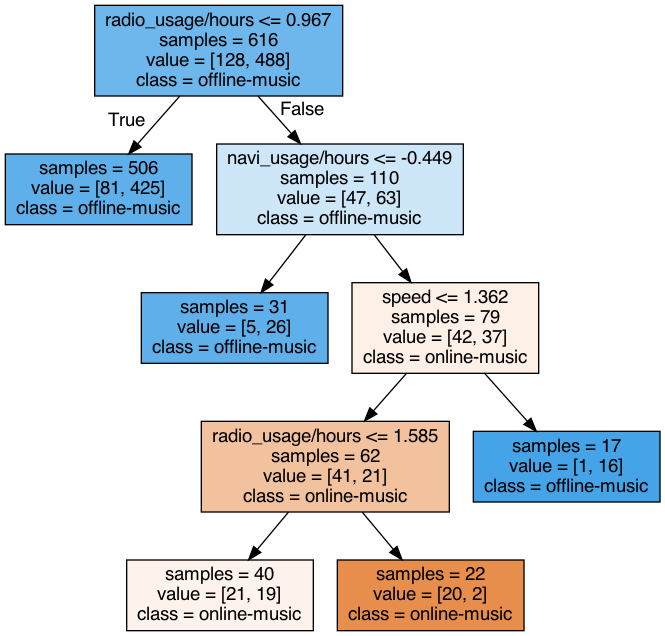 radio_usage/hours <= 0.967
samples = 616
value = [128, 488]
class = offline-music
True
False
samples = 506
value = [81, 425]
class = offline-music
navi_usage/hours <= -0.449
samples = 110
value = [47, 63]
class = offline-music
samples = 31
value = [5, 26]
class = offline-music
speed <= 1.362
samples = 79
value = [42, 37]
class = online-music
radio_usage/hours <= 1.585
samples = 62
value = [41, 21]
class = online-music
samples = 17
value = [1, 16]
class = offline-music
samples = 40
value = [21, 19]
class = online-music
samples = 22
value = [20, 2]
class = online-music